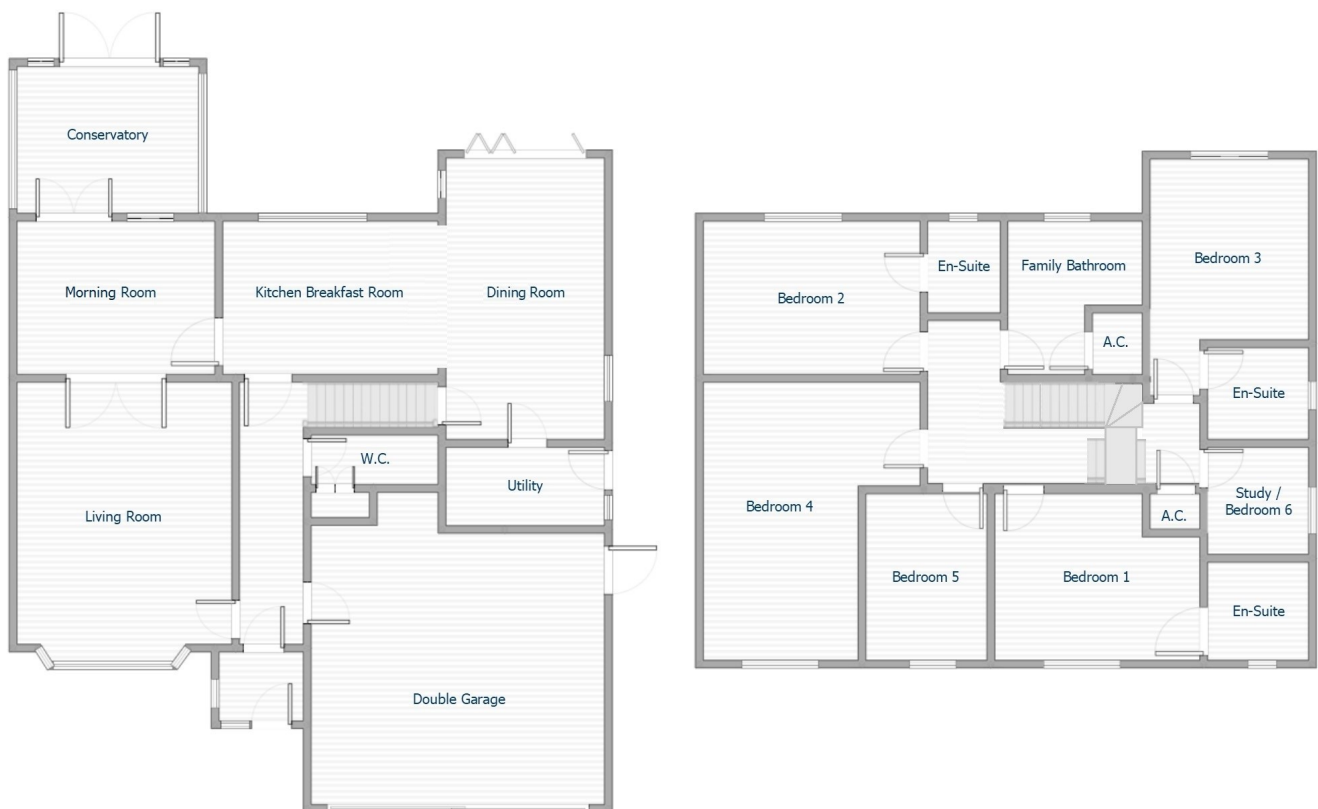 Conservatory
Morning Room
Kitchen Breakfast Room
Dining Room
W.C.
Utility
Living Room
Double Garage
Bedroom 2
En-Suite
Family Bathroom
Bedroom 3
A.C.
En-Suite
Bedroom 4
A.C.
Study /
Bedroom 6
Bedroom 5
Bedroom 1
En-Suite